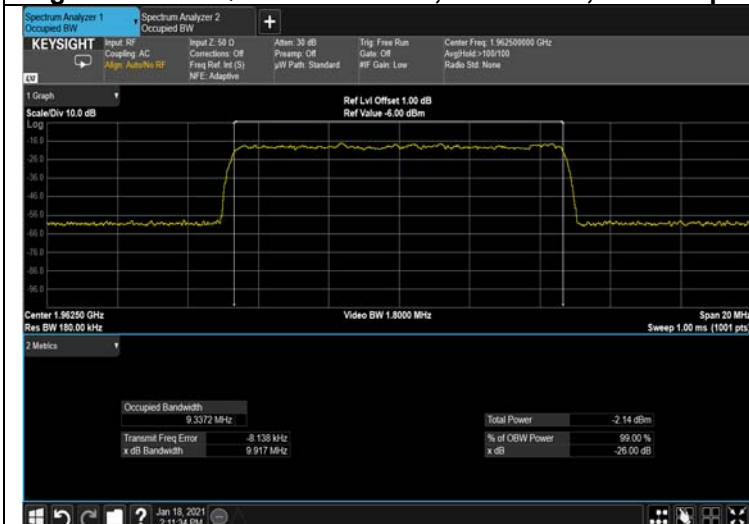 Spectrum Analyzer 1
Occupied BW
Spectrum Analyzer 2
Occupied BW
+
KEYSIGHT
Input: RF
Coupling: AC
Align: Auto/No RF
Input Z: 50 Ω
Corrections: Off
Freq Ref: Int (S)
NFE: Adaptive
Atten: 30 dB
Preamp: Off
µW Path: Standard
Trig: Free Run
Gate: Off
#IF Gain: Low
Center Freq: 1.962500000 GHz
Avg|Hold:>100/100
Radio Std: None
1 Graph
Scale/Div 10.0 dB
Ref Lvl Offset 1.00 dB
Ref Value -6.00 dBm
Log
-16.0
-26.0
-36.0
-46.0
-56.0
-66.0
-76.0
-86.0
-96.0
Center 1.96250 GHz
Video BW 1.8000 MHz
Span 20 MHz
Res BW 180.00 kHz
Sweep 1.00 ms (1001 pts)
2 Metrics
Occupied Bandwidth
9.3372 MHz
Total Power -2.14 dBm
Transmit Freq Error -8.138 kHz
% of OBW Power 99.00 %
x dB Bandwidth 9.917 MHz
x dB -26.00 dB
?
Jan 18, 2021
2:11:34 PM